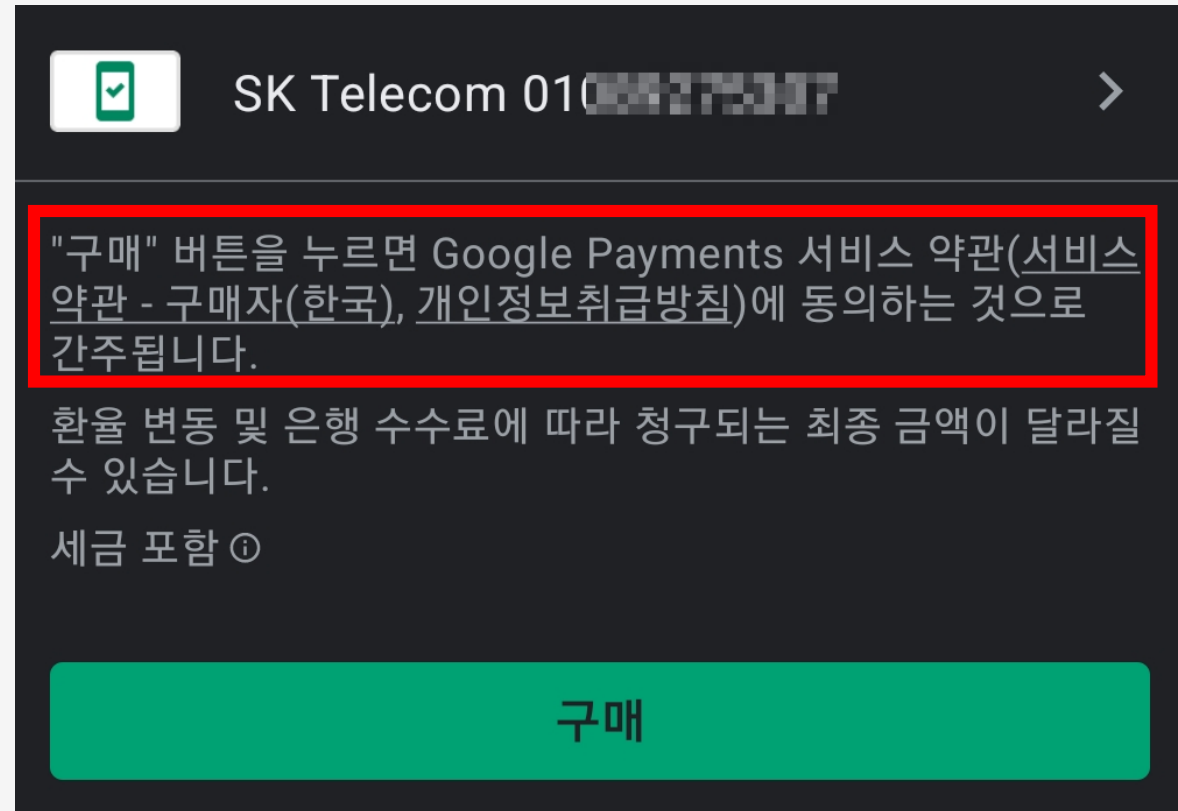 SK Telecom 010
"구매" 버튼을 누르면 Google Payments 서비스 약관(서비스
약관 - 구매자(한국), 개인정보취급방침)에 동의하는 것으로
간주됩니다.
환율 변동 및 은행 수수료에 따라 청구되는 최종 금액이 달라질
수 있습니다.
세금 포함
구매